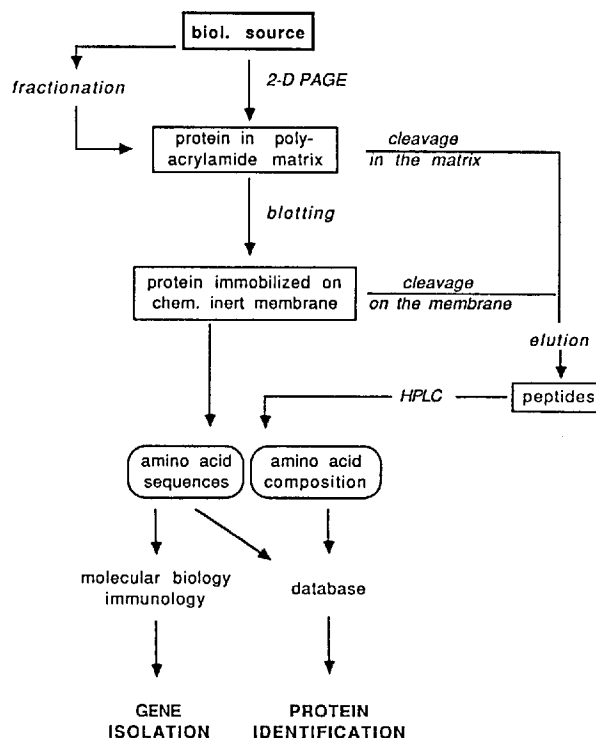 biol. source
2-D PAGE
fractionation
protein in poly-
acrylamide matrix
cleavage
in the matrix
blotting
protein immobilized on
chem. inert membrane
cleavage
on the membrane
elution
HPLC
peptides
amino acid
sequences
amino acid
composition
molecular biology
immunology
database
GENE
ISOLATION
PROTEIN
IDENTIFICATION